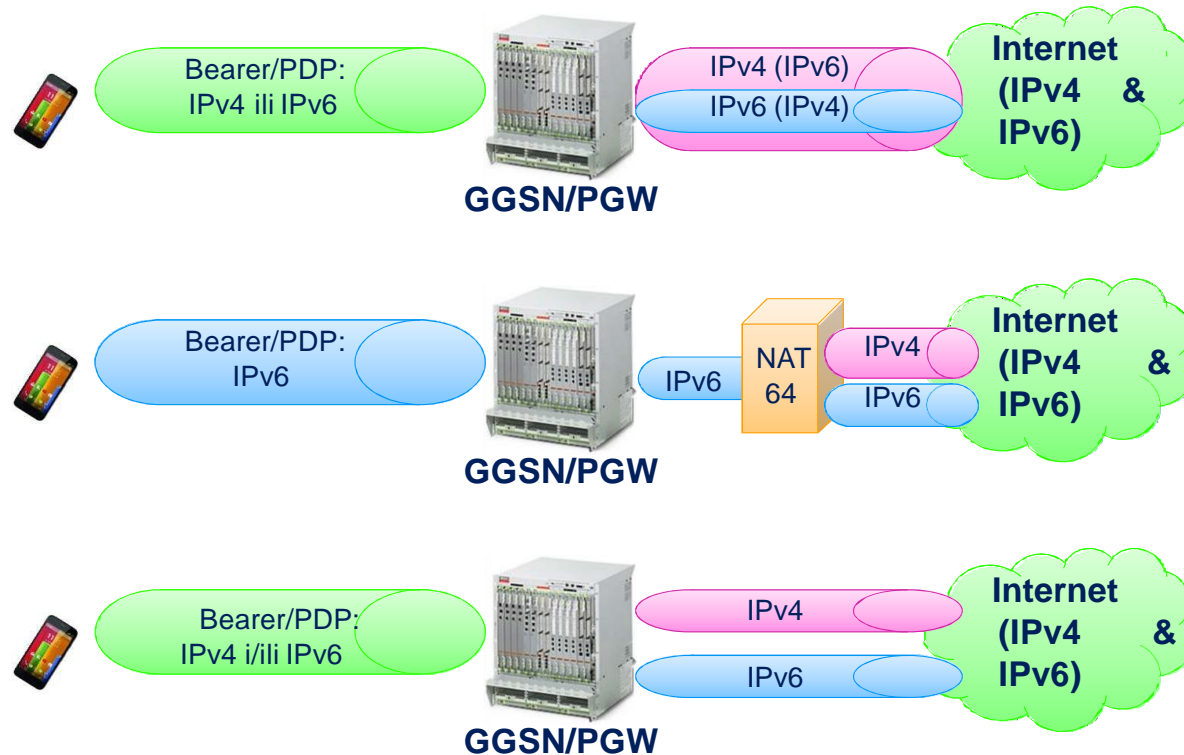 Bearer/PDP:
IPv4 ili IPv6
GGSN/PGW
IPv4 (IPv6)
IPv6 (IPv4)
Internet
(IPv4 &
IPv6)
Bearer/PDP:
IPv6
GGSN/PGW
IPv6
NAT
64
IPv4
IPv6
Internet
(IPv4 &
IPv6)
Bearer/PDP:
IPv4 i/ili IPv6
GGSN/PGW
IPv4
IPv6
Internet
(IPv4 &
IPv6)